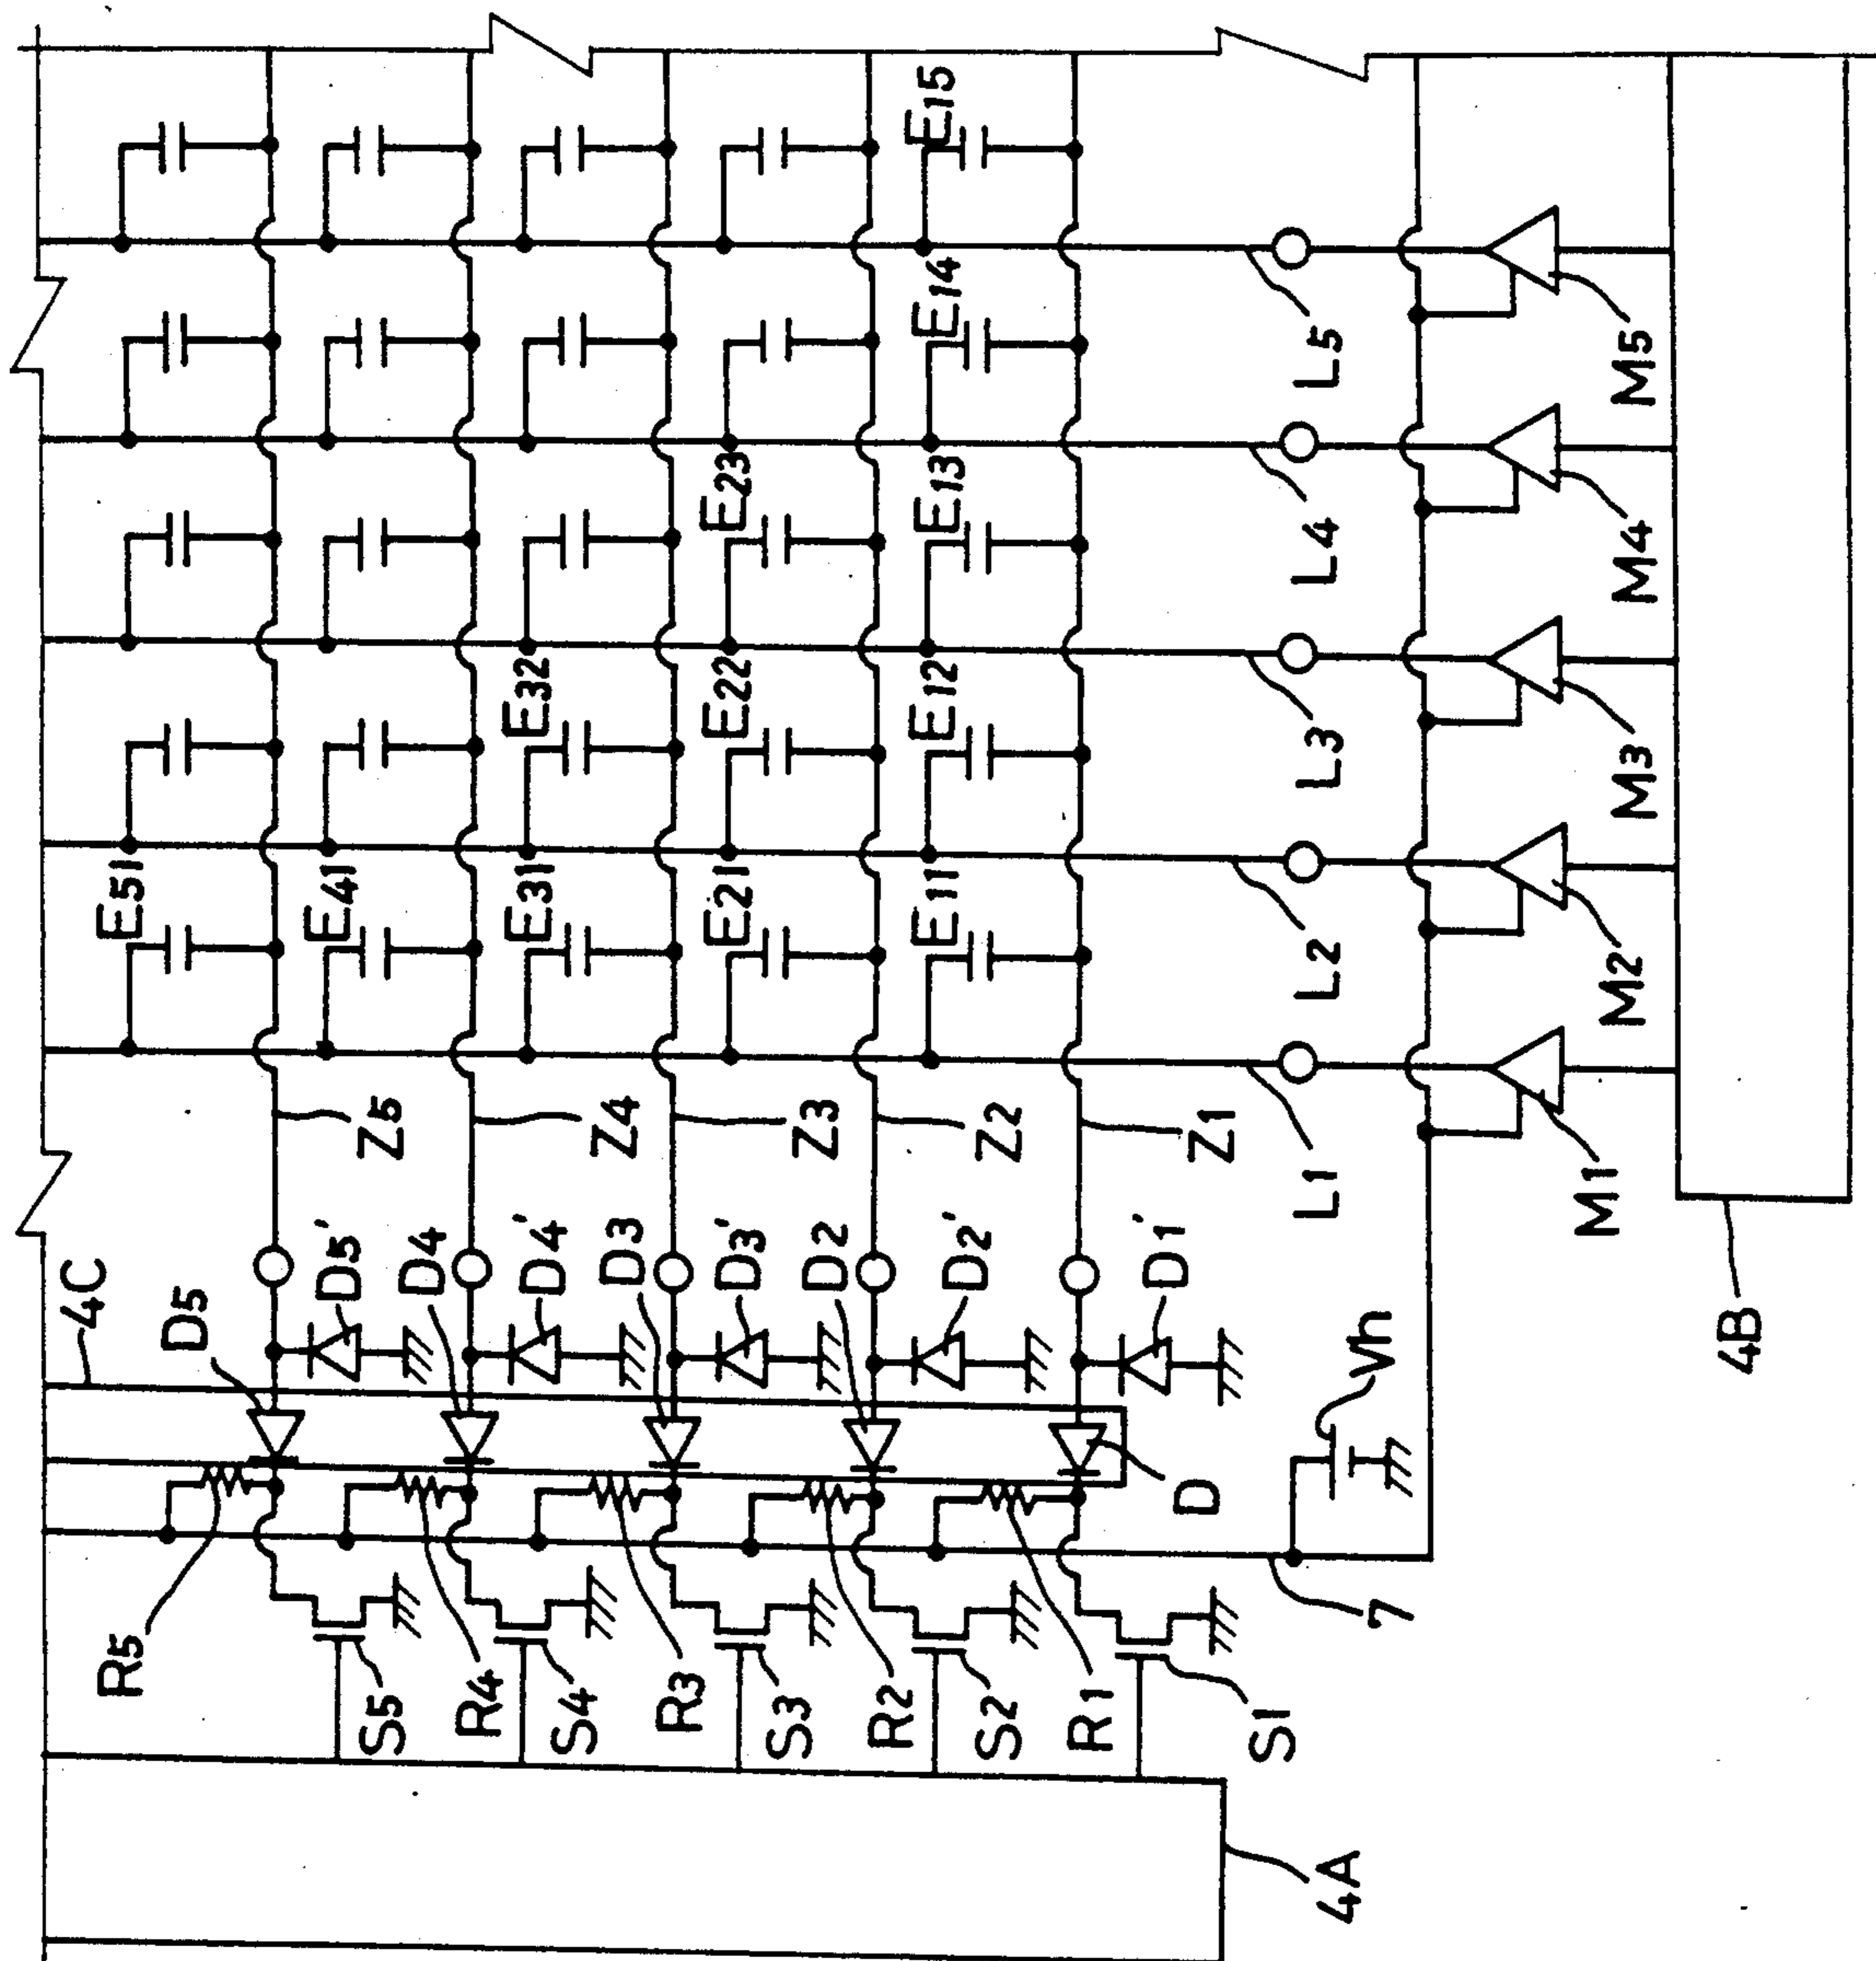 E51
E41
E31
E32
E21
E22
E23
E11
E12
E13
E14
E15
Z5
Z4
Z3
Z2
Z1
L1
L2
L3
L4
L5
M1
M2
M3
M4
M5
4C
D5
D5'
D4
D4'
D3
D3'
D2
D2'
D1'
D
Vh
4B
R5
S5
R4
S4
R3
S3
R2
S2
R1
S1
7
4A